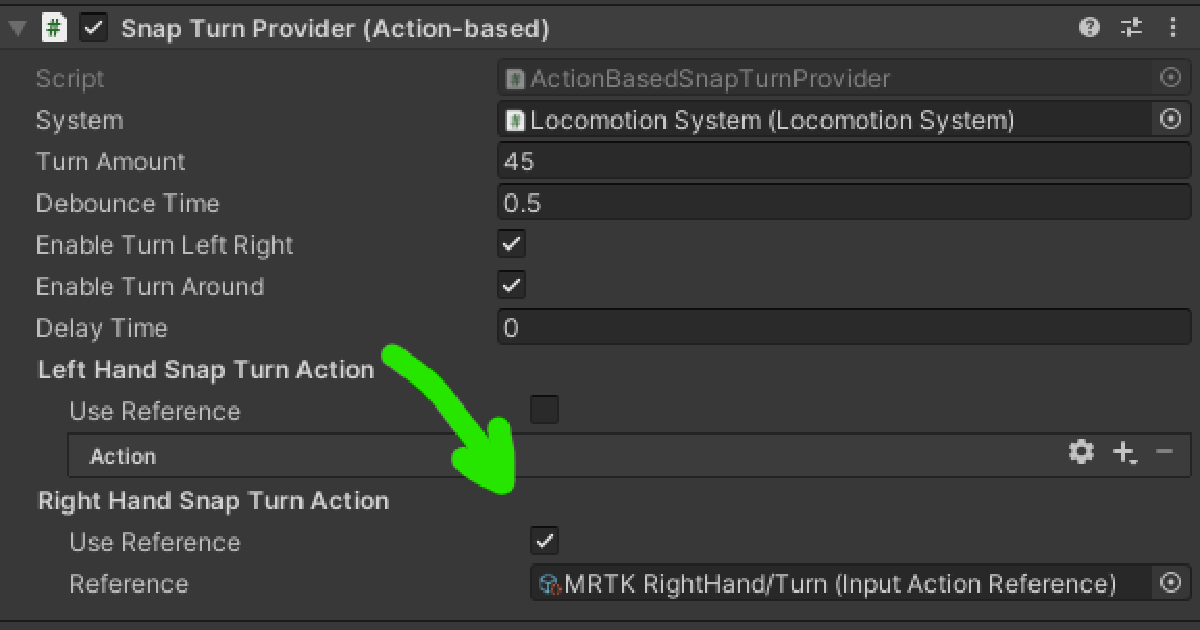 Snap Turn Provider (Action-based)
Script ActionBasedSnapTurnProvider
System Locomotion System (Locomotion System)
Turn Amount 45
Debounce Time 0.5
Enable Turn Left Right
Enable Turn Around
Delay Time 0
Left Hand Snap Turn Action
Use Reference
Action
Right Hand Snap Turn Action
Use Reference
Reference MRTK RightHand/Turn (Input Action Reference)